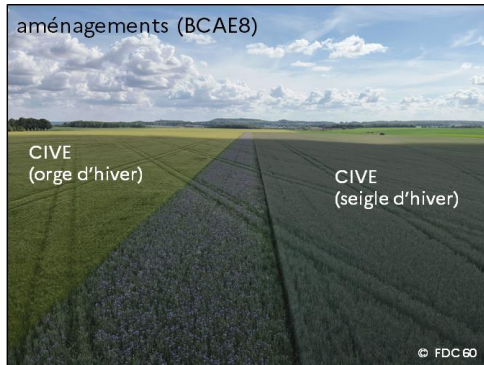 aménagements (BCAE8)
CIVE
(orge d'hiver)
CIVE
(seigle d'hiver)
© FDC 60